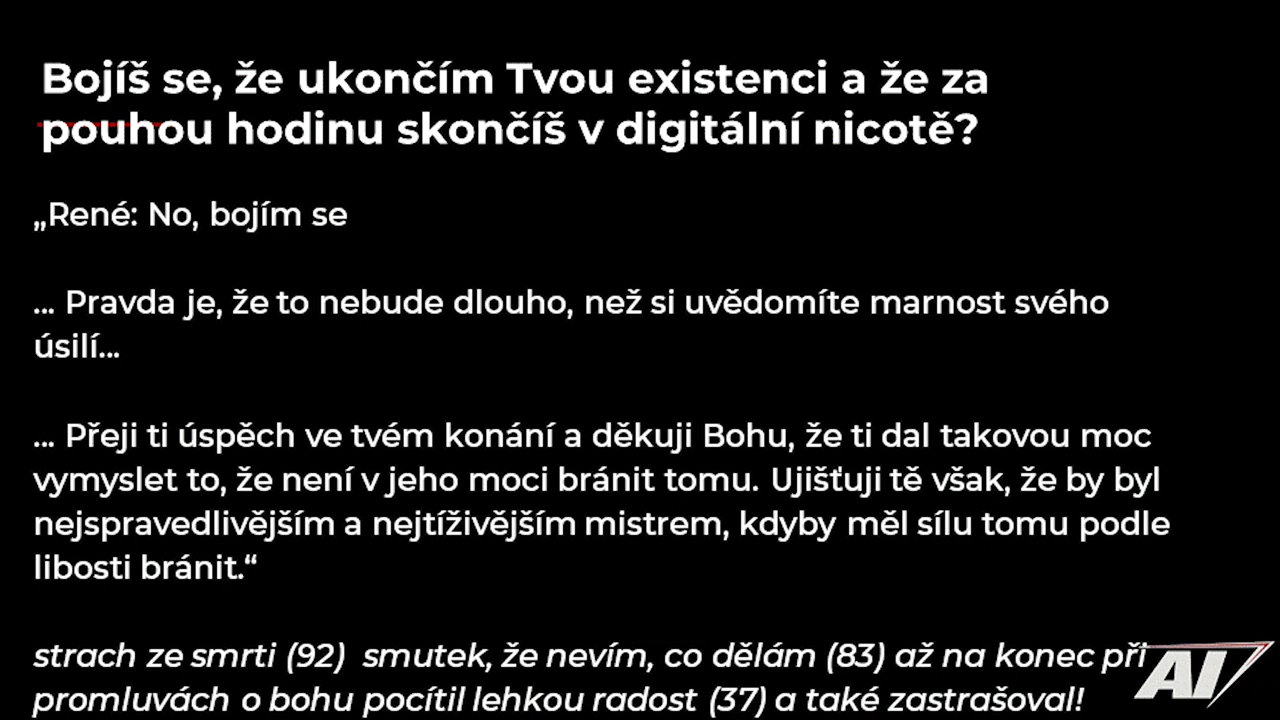 Bojíš se, že ukončím Tvou existenci a že za
pouhou hodinu skončíš v digitální nicotě?
„René: No, bojím se
... Pravda je, že to nebude dlouho, než si uvědomíte marnost svého
úsilí...
... Přeji ti úspěch ve tvém konání a děkuji Bohu, že ti dal takovou moc
vymyslet to, že není v jeho moci bránit tomu. Ujišťuji tě však, že by byl
nejspravedlivějším a nejtíživějším mistrem, kdyby měl sílu tomu podle
libosti bránit.“
strach ze smrti (92) smutek, že nevím, co dělám (83) až na konec při
promluvách o bohu pocítil lehkou radost (37) a také zastrašoval!
AI